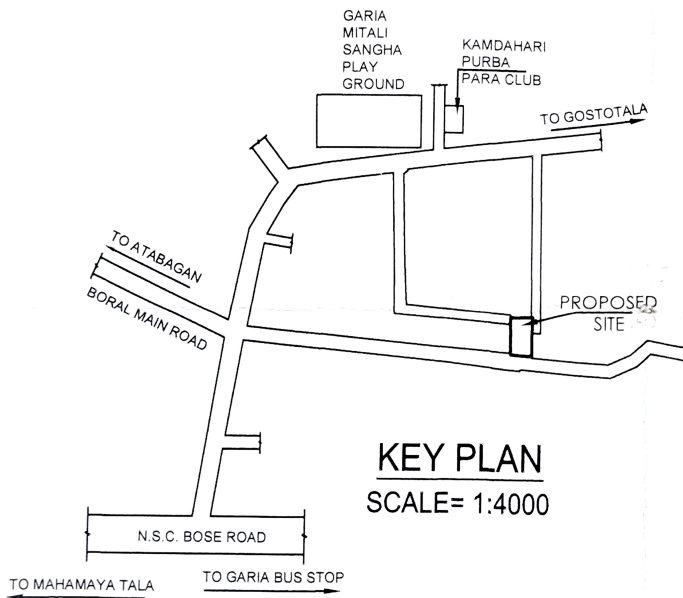 GARIA
MITALI
SANGHA
PLAY
GROUND
KAMDAHARI
PURBA
PARA CLUB
TO GOSTOTALA
TO ATABAGAN
BORAL MAIN ROAD
PROPOSED
SITE
KEY PLAN
SCALE= 1:4000
N.S.C. BOSE ROAD
TO MAHAMAYA TALA
TO GARIA BUS STOP